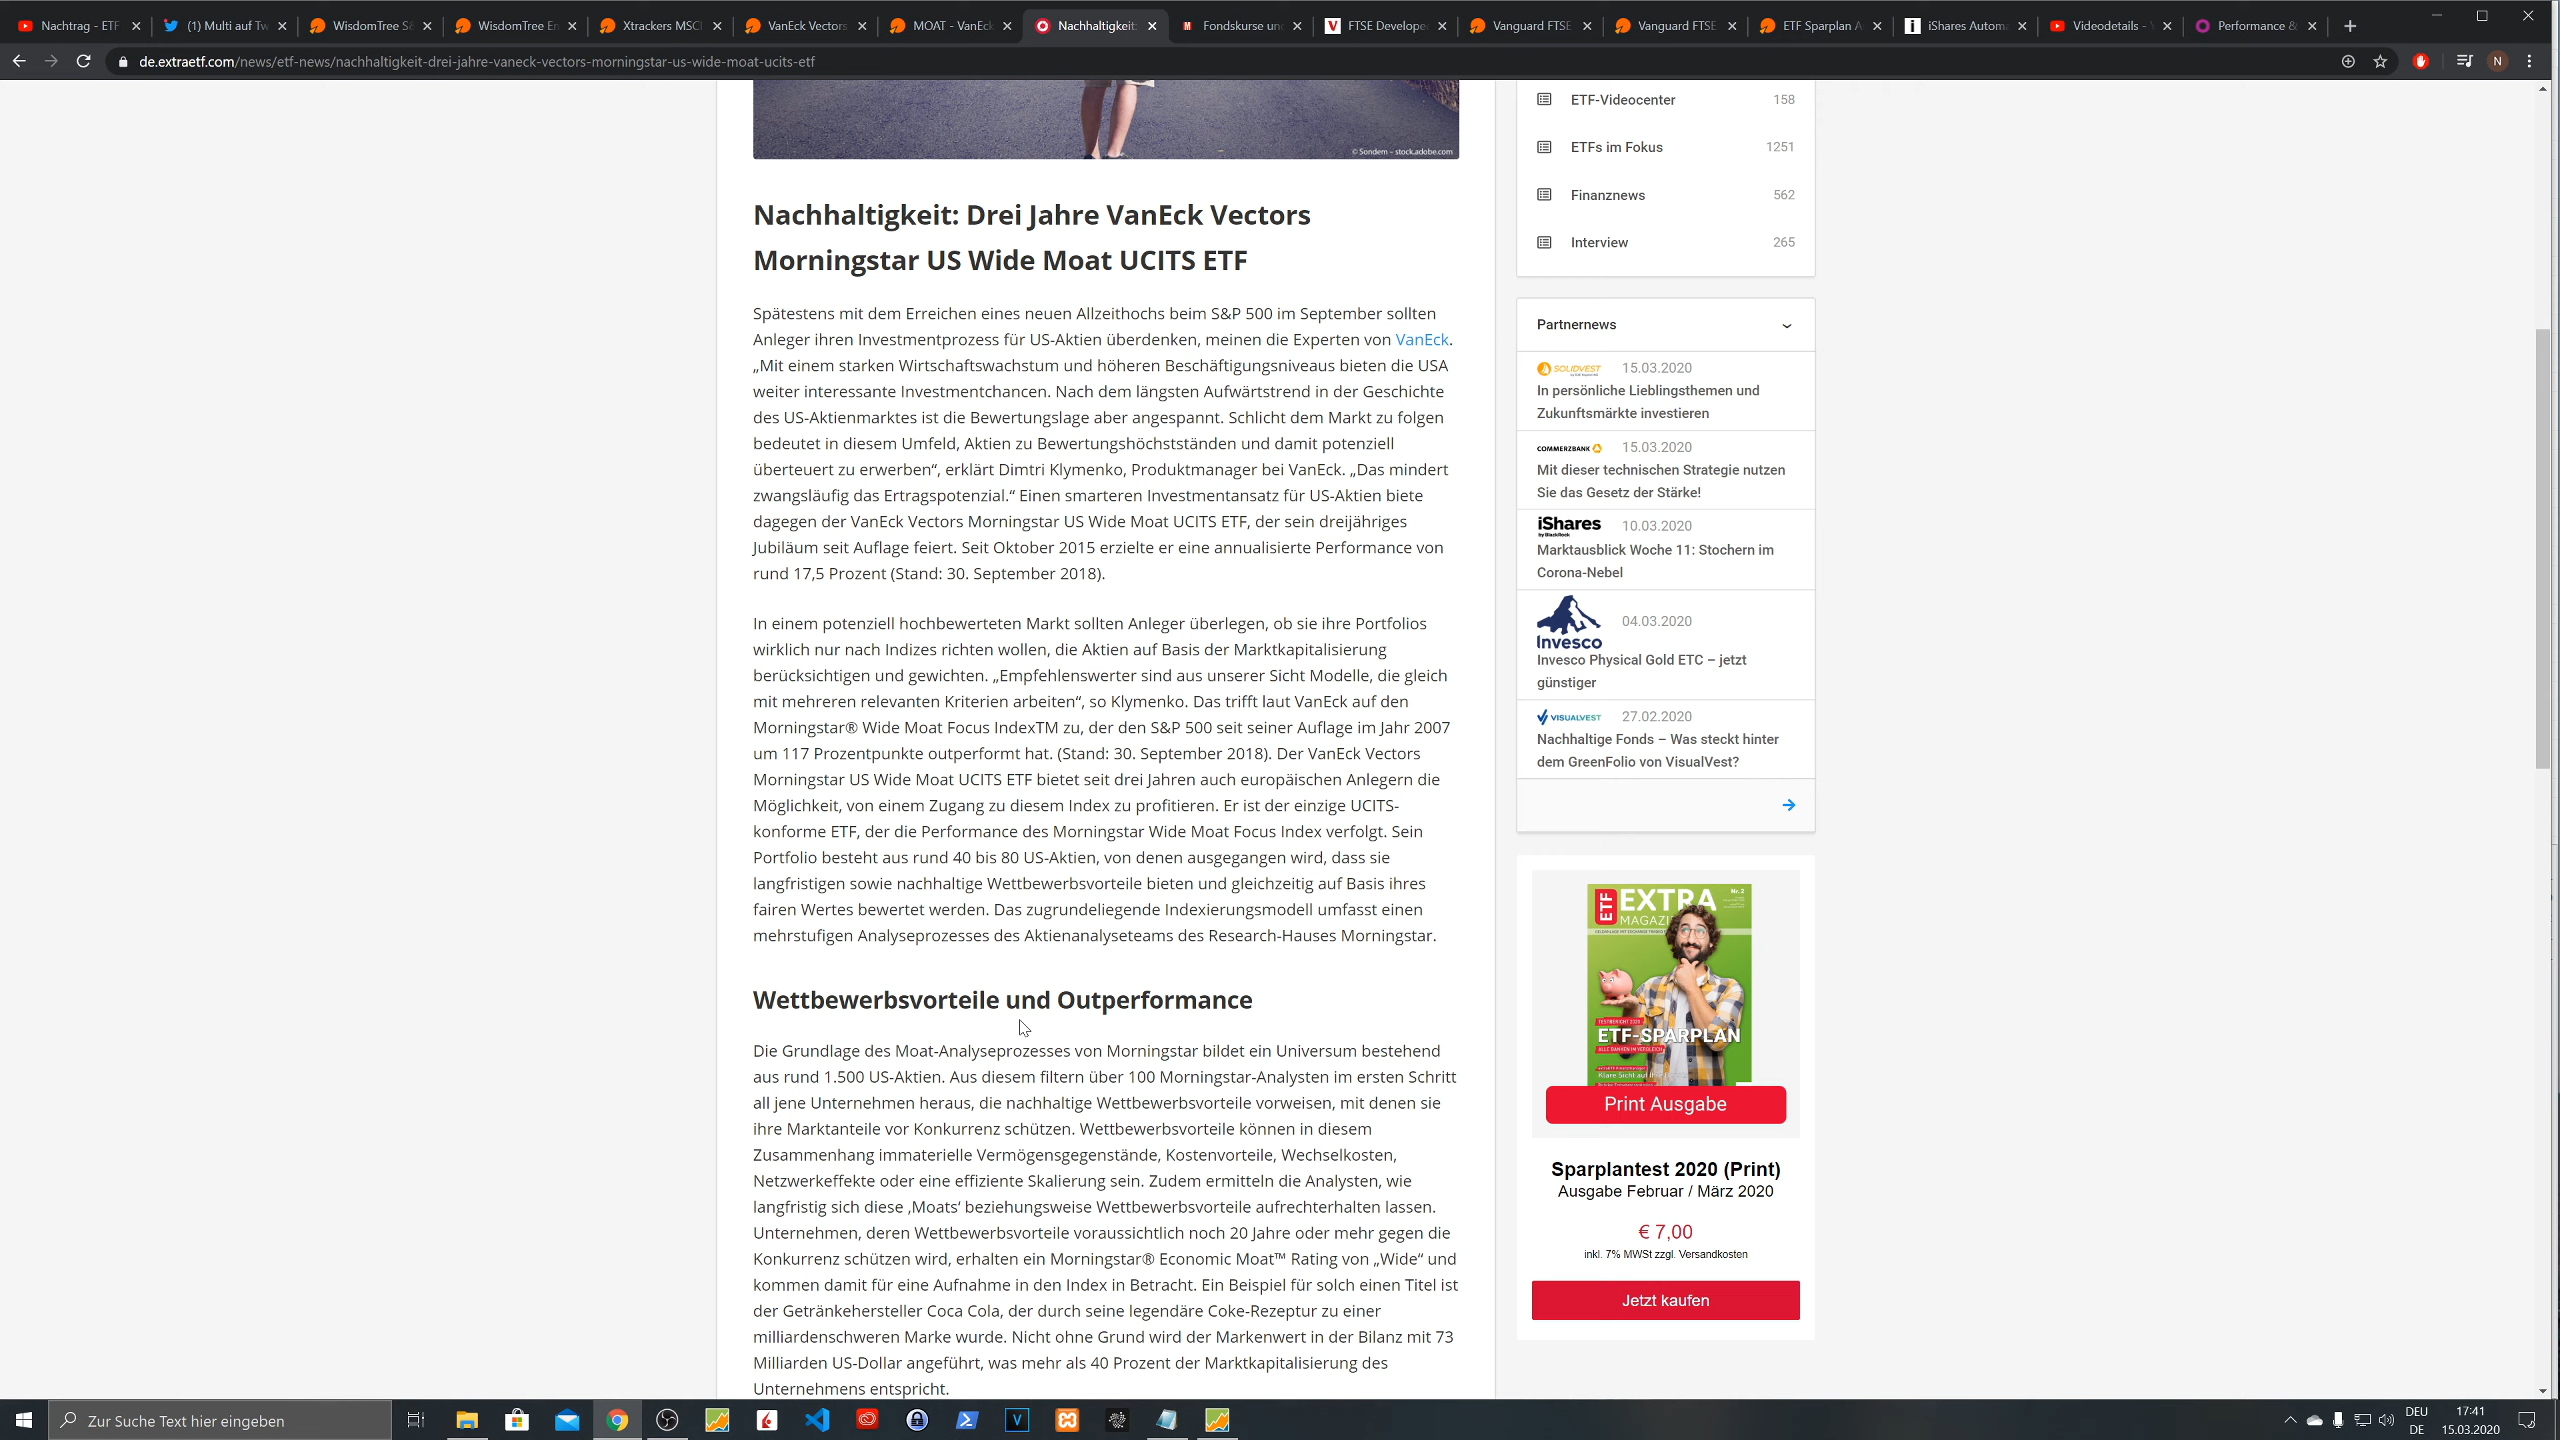 Nachtrag - ETF
(1) Multi auf Tw
WisdomTree S&
WisdomTree Em
Xtrackers MSCI
VanEck Vectors
MOAT - VanEck
Nachhaltigkeit:
Fondskurse und
FTSE Develope
Vanguard FTSE
Vanguard FTSE
ETF Sparplan A
iShares Automa
Videodetails - Y
Performance &
de.extraetf.com/news/etf-news/nachhaltigkeit-drei-jahre-vaneck-vectors-morningstar-us-wide-moat-ucits-etf
N
© Sondem – stock.adobe.com
Nachhaltigkeit: Drei Jahre VanEck Vectors
Morningstar US Wide Moat UCITS ETF
Spätestens mit dem Erreichen eines neuen Allzeithochs beim S&P 500 im September sollten
Anleger ihren Investmentprozess für US-Aktien überdenken, meinen die Experten von VanEck.
„Mit einem starken Wirtschaftswachstum und höheren Beschäftigungsniveaus bieten die USA
weiter interessante Investmentchancen. Nach dem längsten Aufwärtstrend in der Geschichte
des US-Aktienmarktes ist die Bewertungslage aber angespannt. Schlicht dem Markt zu folgen
bedeutet in diesem Umfeld, Aktien zu Bewertungshöchstständen und damit potenziell
überteuert zu erwerben“, erklärt Dimtri Klymenko, Produktmanager bei VanEck. „Das mindert
zwangsläufig das Ertragspotenzial.“ Einen smarteren Investmentansatz für US-Aktien biete
dagegen der VanEck Vectors Morningstar US Wide Moat UCITS ETF, der sein dreijähriges
Jubiläum seit Auflage feiert. Seit Oktober 2015 erzielte er eine annualisierte Performance von
rund 17,5 Prozent (Stand: 30. September 2018).
In einem potenziell hochbewerteten Markt sollten Anleger überlegen, ob sie ihre Portfolios
wirklich nur nach Indizes richten wollen, die Aktien auf Basis der Marktkapitalisierung
berücksichtigen und gewichten. „Empfehlenswerter sind aus unserer Sicht Modelle, die gleich
mit mehreren relevanten Kriterien arbeiten“, so Klymenko. Das trifft laut VanEck auf den
Morningstar® Wide Moat Focus IndexTM zu, der den S&P 500 seit seiner Auflage im Jahr 2007
um 117 Prozentpunkte outperformt hat. (Stand: 30. September 2018). Der VanEck Vectors
Morningstar US Wide Moat UCITS ETF bietet seit drei Jahren auch europäischen Anlegern die
Möglichkeit, von einem Zugang zu diesem Index zu profitieren. Er ist der einzige UCITS-
konforme ETF, der die Performance des Morningstar Wide Moat Focus Index verfolgt. Sein
Portfolio besteht aus rund 40 bis 80 US-Aktien, von denen ausgegangen wird, dass sie
langfristigen sowie nachhaltige Wettbewerbsvorteile bieten und gleichzeitig auf Basis ihres
fairen Wertes bewertet werden. Das zugrundeliegende Indexierungsmodell umfasst einen
mehrstufigen Analyseprozesses des Aktienanalyseteams des Research-Hauses Morningstar.
Wettbewerbsvorteile und Outperformance
Die Grundlage des Moat-Analyseprozesses von Morningstar bildet ein Universum bestehend
aus rund 1.500 US-Aktien. Aus diesem filtern über 100 Morningstar-Analysten im ersten Schritt
all jene Unternehmen heraus, die nachhaltige Wettbewerbsvorteile vorweisen, mit denen sie
ihre Marktanteile vor Konkurrenz schützen. Wettbewerbsvorteile können in diesem
Zusammenhang immaterielle Vermögensgegenstände, Kostenvorteile, Wechselkosten,
Netzwerkeffekte oder eine effiziente Skalierung sein. Zudem ermitteln die Analysten, wie
langfristig sich diese ‚Moats‘ beziehungsweise Wettbewerbsvorteile aufrechterhalten lassen.
Unternehmen, deren Wettbewerbsvorteile voraussichtlich noch 20 Jahre oder mehr gegen die
Konkurrenz schützen wird, erhalten ein Morningstar® Economic Moat™ Rating von „Wide“ und
kommen damit für eine Aufnahme in den Index in Betracht. Ein Beispiel für solch einen Titel ist
der Getränkehersteller Coca Cola, der durch seine legendäre Coke-Rezeptur zu einer
milliardenschweren Marke wurde. Nicht ohne Grund wird der Markenwert in der Bilanz mit 73
Milliarden US-Dollar angeführt, was mehr als 40 Prozent der Marktkapitalisierung des
Unternehmens entspricht.
ETF-Videocenter 158
ETFs im Fokus 1251
Finanznews 562
Interview 265
Partnernews
SOLIDVEST 15.03.2020
In persönliche Lieblingsthemen und
Zukunftsmärkte investieren
COMMERZBANK 15.03.2020
Mit dieser technischen Strategie nutzen
Sie das Gesetz der Stärke!
iShares 10.03.2020
by BlackRock
Marktausblick Woche 11: Stochern im
Corona-Nebel
Invesco 04.03.2020
Invesco Physical Gold ETC – jetzt
günstiger
VISUALVEST 27.02.2020
Nachhaltige Fonds – Was steckt hinter
dem GreenFolio von VisualVest?
ETF EXTRA Nr. 2
MAGAZI
TESTBERICHT 2020
ETF-SPARPLAN
ALLE BANKEN IM VERGLEICH
Klare Sicht auf
Print Ausgabe
Sparplantest 2020 (Print)
Ausgabe Februar / März 2020
€ 7,00
inkl. 7% MWSt zzgl. Versandkosten
Jetzt kaufen
Zur Suche Text hier eingeben
DEU
DE
17:41
15.03.2020